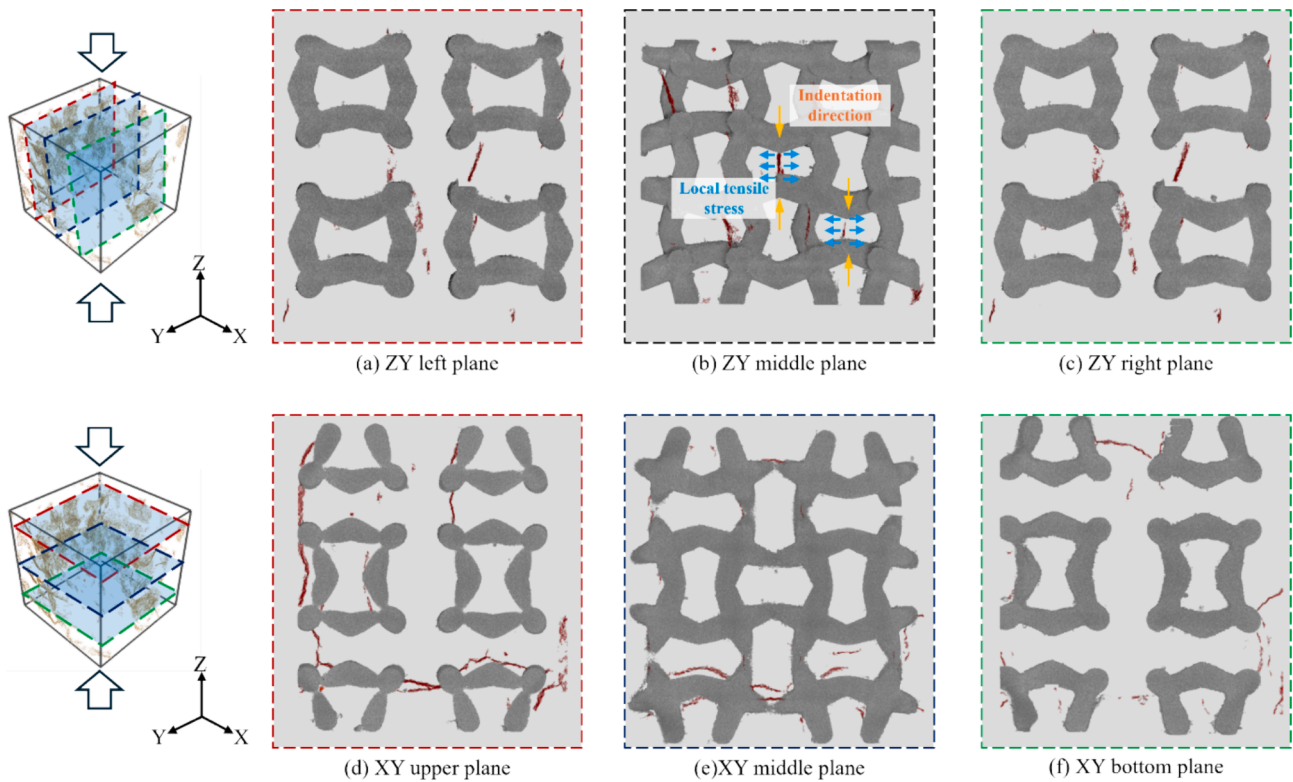 Z
Y
X
Indentation
direction
Local tensile
stress
(a) ZY left plane
(b) ZY middle plane
(c) ZY right plane
Z
Y
X
(d) XY upper plane
(e)XY middle plane
(f) XY bottom plane